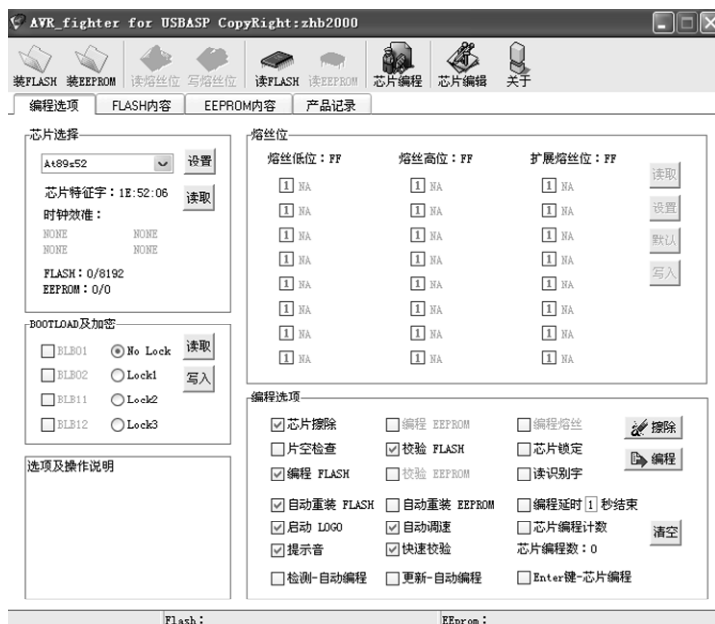 AVR_fighter for USBASP CopyRight:zhb2000
装FLASH 装EEPROM 读熔丝位 写熔丝位 读FLASH 读EEPROM 芯片编程 芯片编辑 关于
编程选项 FLASH内容 EEPROM内容 产品记录
芯片选择
At89s52 设置
芯片特征字：1E:52:06 读取
时钟效准：
NONE NONE
NONE NONE
FLASH：0/8192
EEPROM：0/0
BOOTLOAD及加密
BLB01 No Lock 读取
BLB02 Lock1 写入
BLB11 Lock2
BLB12 Lock3
选项及操作说明
熔丝位
熔丝低位：FF 熔丝高位：FF 扩展熔丝位：FF
1 NA 1 NA 1 NA 读取
1 NA 1 NA 1 NA 设置
1 NA 1 NA 1 NA 默认
1 NA 1 NA 1 NA 写入
1 NA 1 NA 1 NA
1 NA 1 NA 1 NA
1 NA 1 NA 1 NA
1 NA 1 NA 1 NA
编程选项
芯片擦除 编程 EEPROM 编程熔丝 擦除
片空检查 校验 FLASH 芯片锁定 编程
编程 FLASH 校验 EEPROM 读识别字
自动重装 FLASH 自动重装 EEPROM 编程延时 1 秒结束
启动 LOGO 自动调速 芯片编程计数 清空
提示音 快速校验 芯片编程数：0
检测-自动编程 更新-自动编程 Enter键-芯片编程
Flash： EEprom：